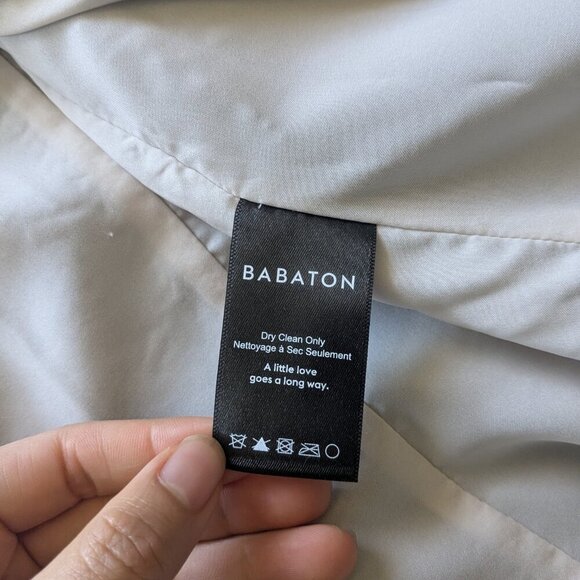 BABATON
Dry Clean Only
Nettoyage à Sec Seulement
A little love
goes a long way.